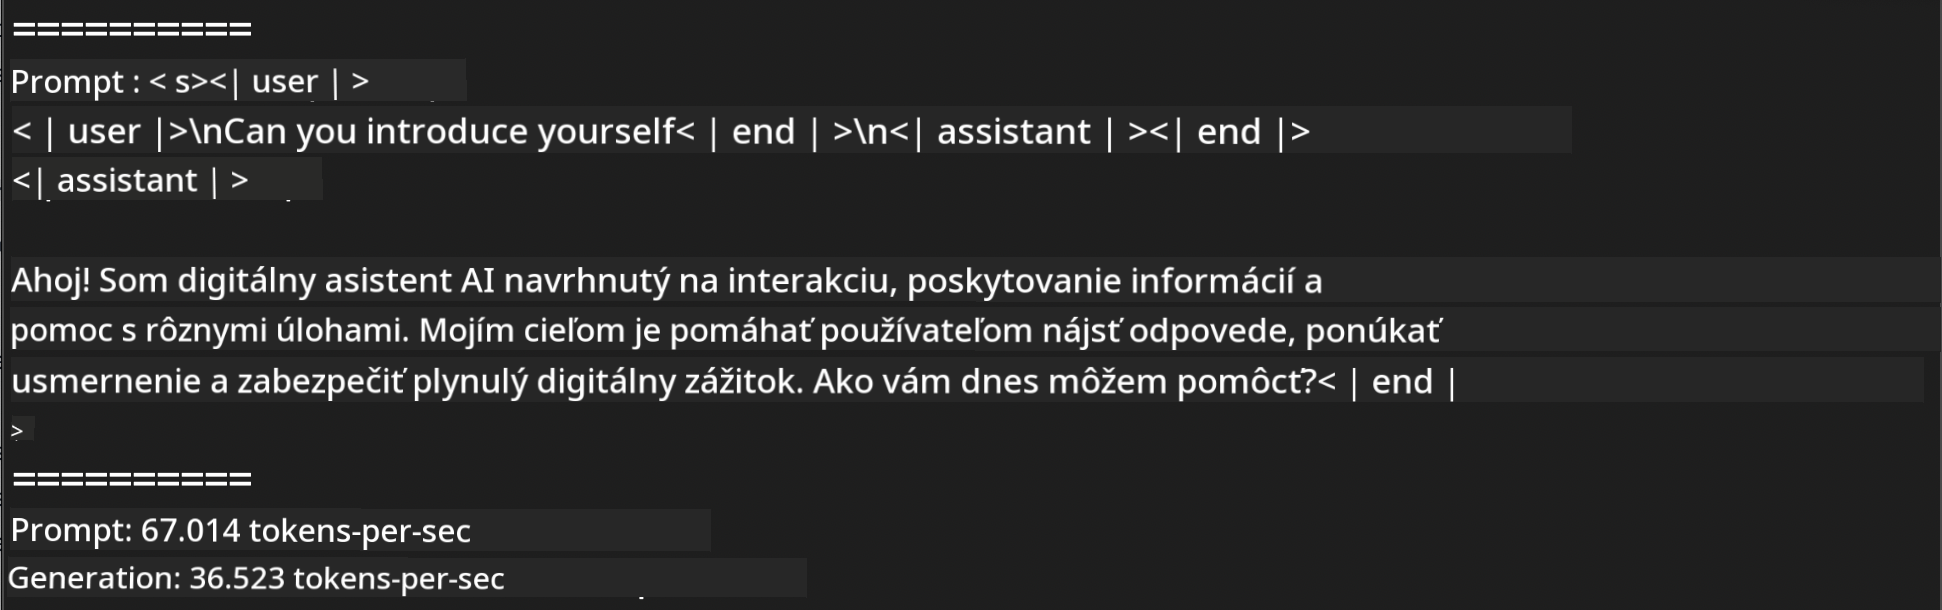 ==========
Prompt : < s><| user | >
< | user |>\nCan you introduce yourself< | end | >\n<| assistant | ><| end |>
<| assistant | >
Ahoj! Som digitálny asistent AI navrhnutý na interakciu, poskytovanie informácií a
pomoc s rôznymi úlohami. Mojím cieľom je pomáhať používateľom nájsť odpovede, ponúkať
usmernenie a zabezpečiť plynulý digitálny zážitok. Ako vám dnes môžem pomôcť?< | end |
>
==========
Prompt: 67.014 tokens-per-sec
Generation: 36.523 tokens-per-sec